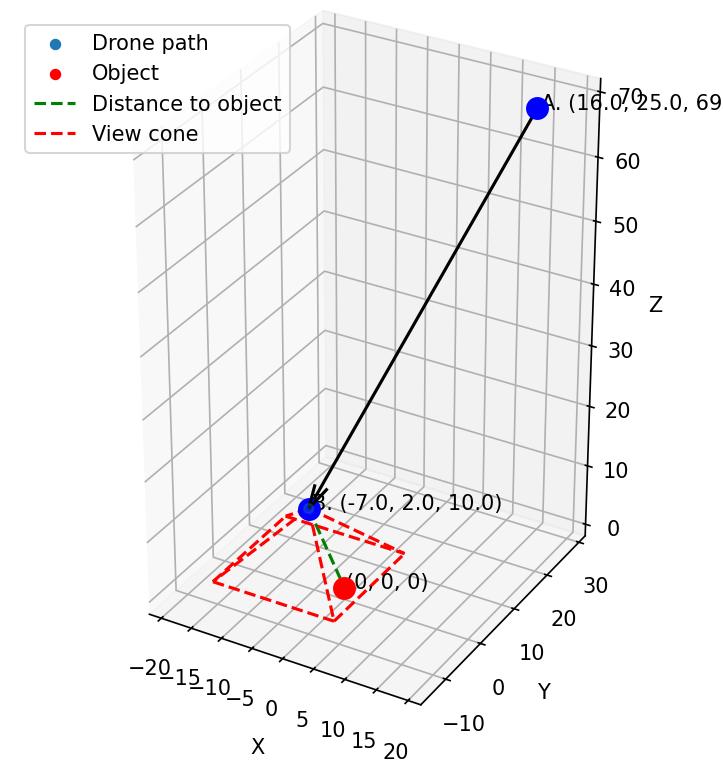 Drone path
Object
Distance to object
View cone
A. (16.0, 25.0, 69
70
60
50
40
30
20
10
0
Z
B. (-7.0, 2.0, 10.0)
(0, 0, 0)
−20
−15
−10
−5
0
5
10
15
20
X
−10
0
10
20
30
Y